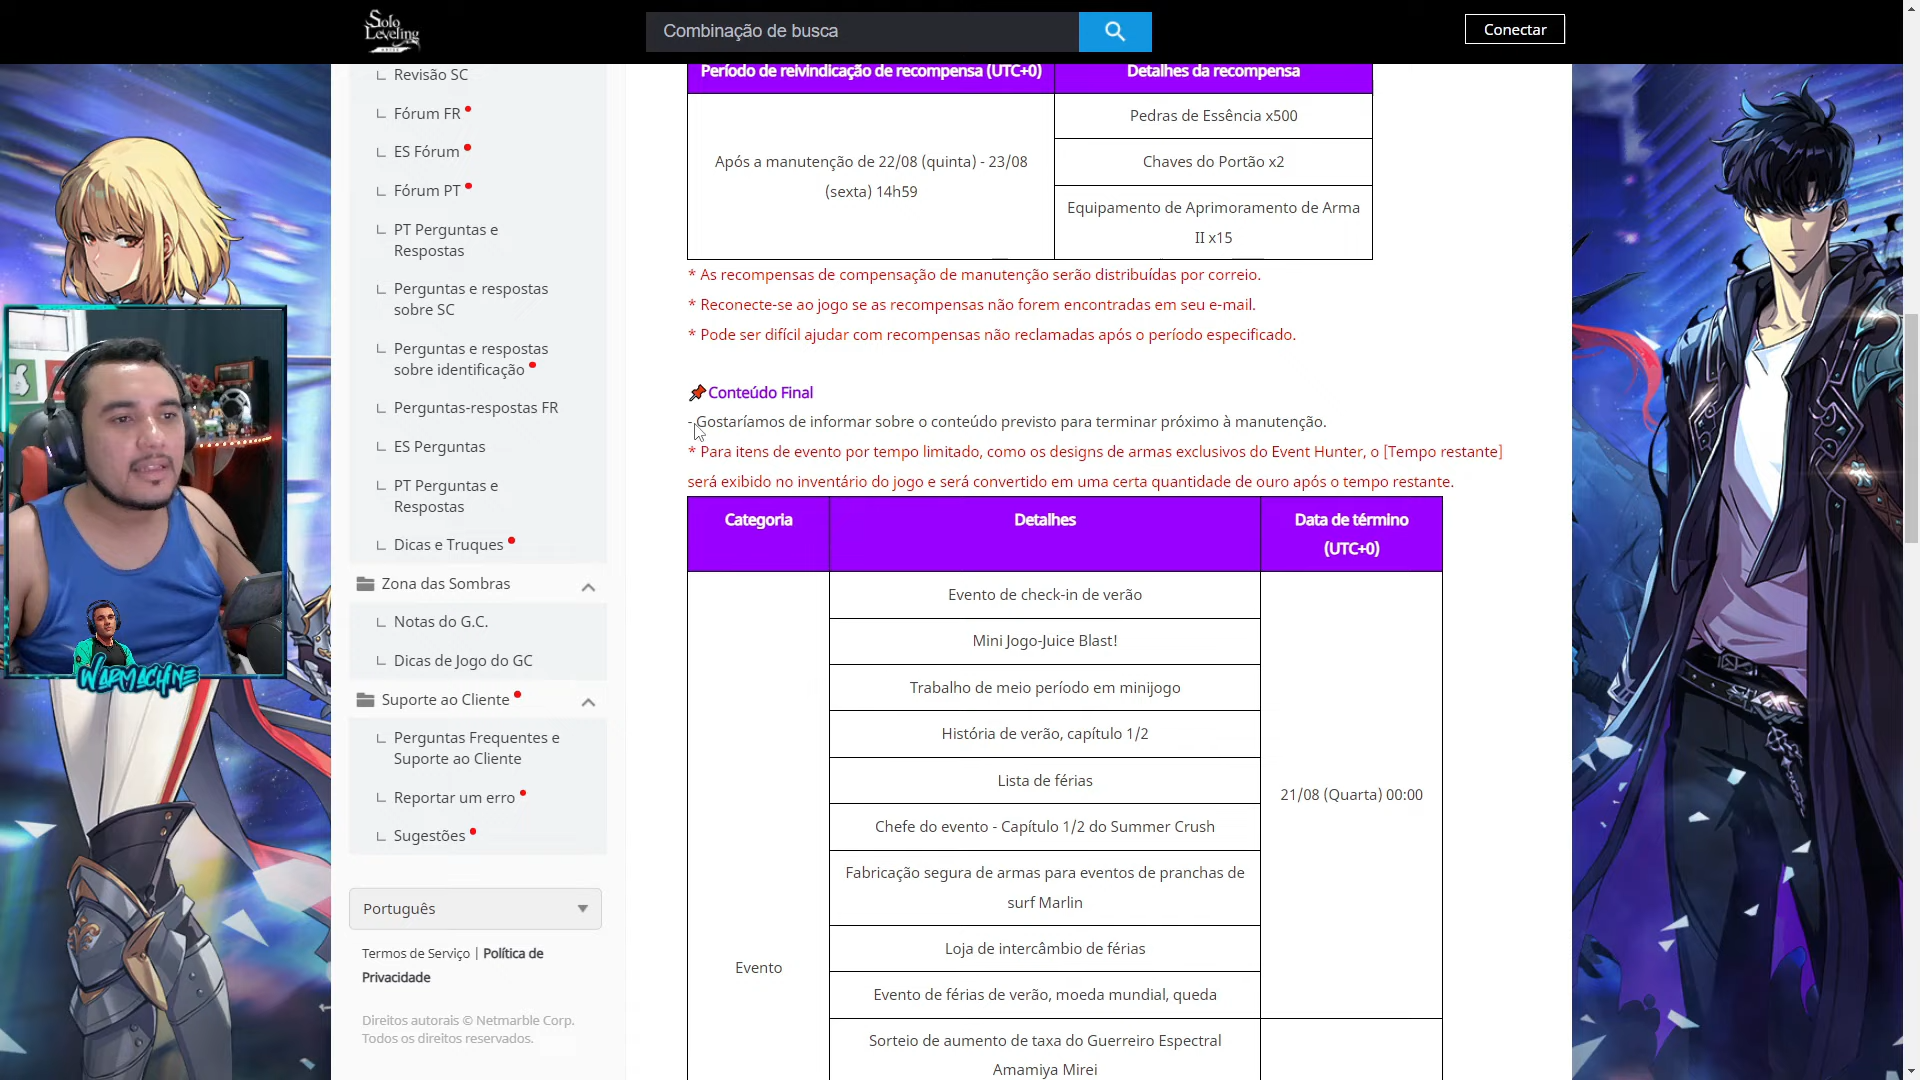 Solo
Leveling
Combinação de busca
Conectar
Revisão SC
Fórum FR
ES Fórum
Fórum PT
PT Perguntas e
Respostas
Perguntas e respostas
sobre SC
Perguntas e respostas
sobre identificação
Perguntas-respostas FR
ES Perguntas
PT Perguntas e
Respostas
Dicas e Truques
Zona das Sombras
Notas do G.C.
Dicas de Jogo do GC
Suporte ao Cliente
Perguntas Frequentes e
Suporte ao Cliente
Reportar um erro
Sugestões
Português
Termos de Serviço | Política de
Privacidade
Direitos autorais © Netmarble Corp.
Todos os direitos reservados.
WARMACHINE
Período de reivindicação de recompensa (UTC+0)
Detalhes da recompensa
Após a manutenção de 22/08 (quinta) - 23/08
(sexta) 14h59
Pedras de Essência x500
Chaves do Portão x2
Equipamento de Aprimoramento de Arma
II x15
* As recompensas de compensação de manutenção serão distribuídas por correio.
* Reconecte-se ao jogo se as recompensas não forem encontradas em seu e-mail.
* Pode ser difícil ajudar com recompensas não reclamadas após o período especificado.
Conteúdo Final
- Gostaríamos de informar sobre o conteúdo previsto para terminar próximo à manutenção.
* Para itens de evento por tempo limitado, como os designs de armas exclusivos do Event Hunter, o [Tempo restante]
será exibido no inventário do jogo e será convertido em uma certa quantidade de ouro após o tempo restante.
Categoria
Detalhes
Data de término
(UTC+0)
Evento de check-in de verão
Mini Jogo-Juice Blast!
Trabalho de meio período em minijogo
História de verão, capítulo 1/2
Lista de férias
21/08 (Quarta) 00:00
Chefe do evento - Capítulo 1/2 do Summer Crush
Fabricação segura de armas para eventos de pranchas de
surf Marlin
Loja de intercâmbio de férias
Evento
Evento de férias de verão, moeda mundial, queda
Sorteio de aumento de taxa do Guerreiro Espectral
Amamiya Mirei